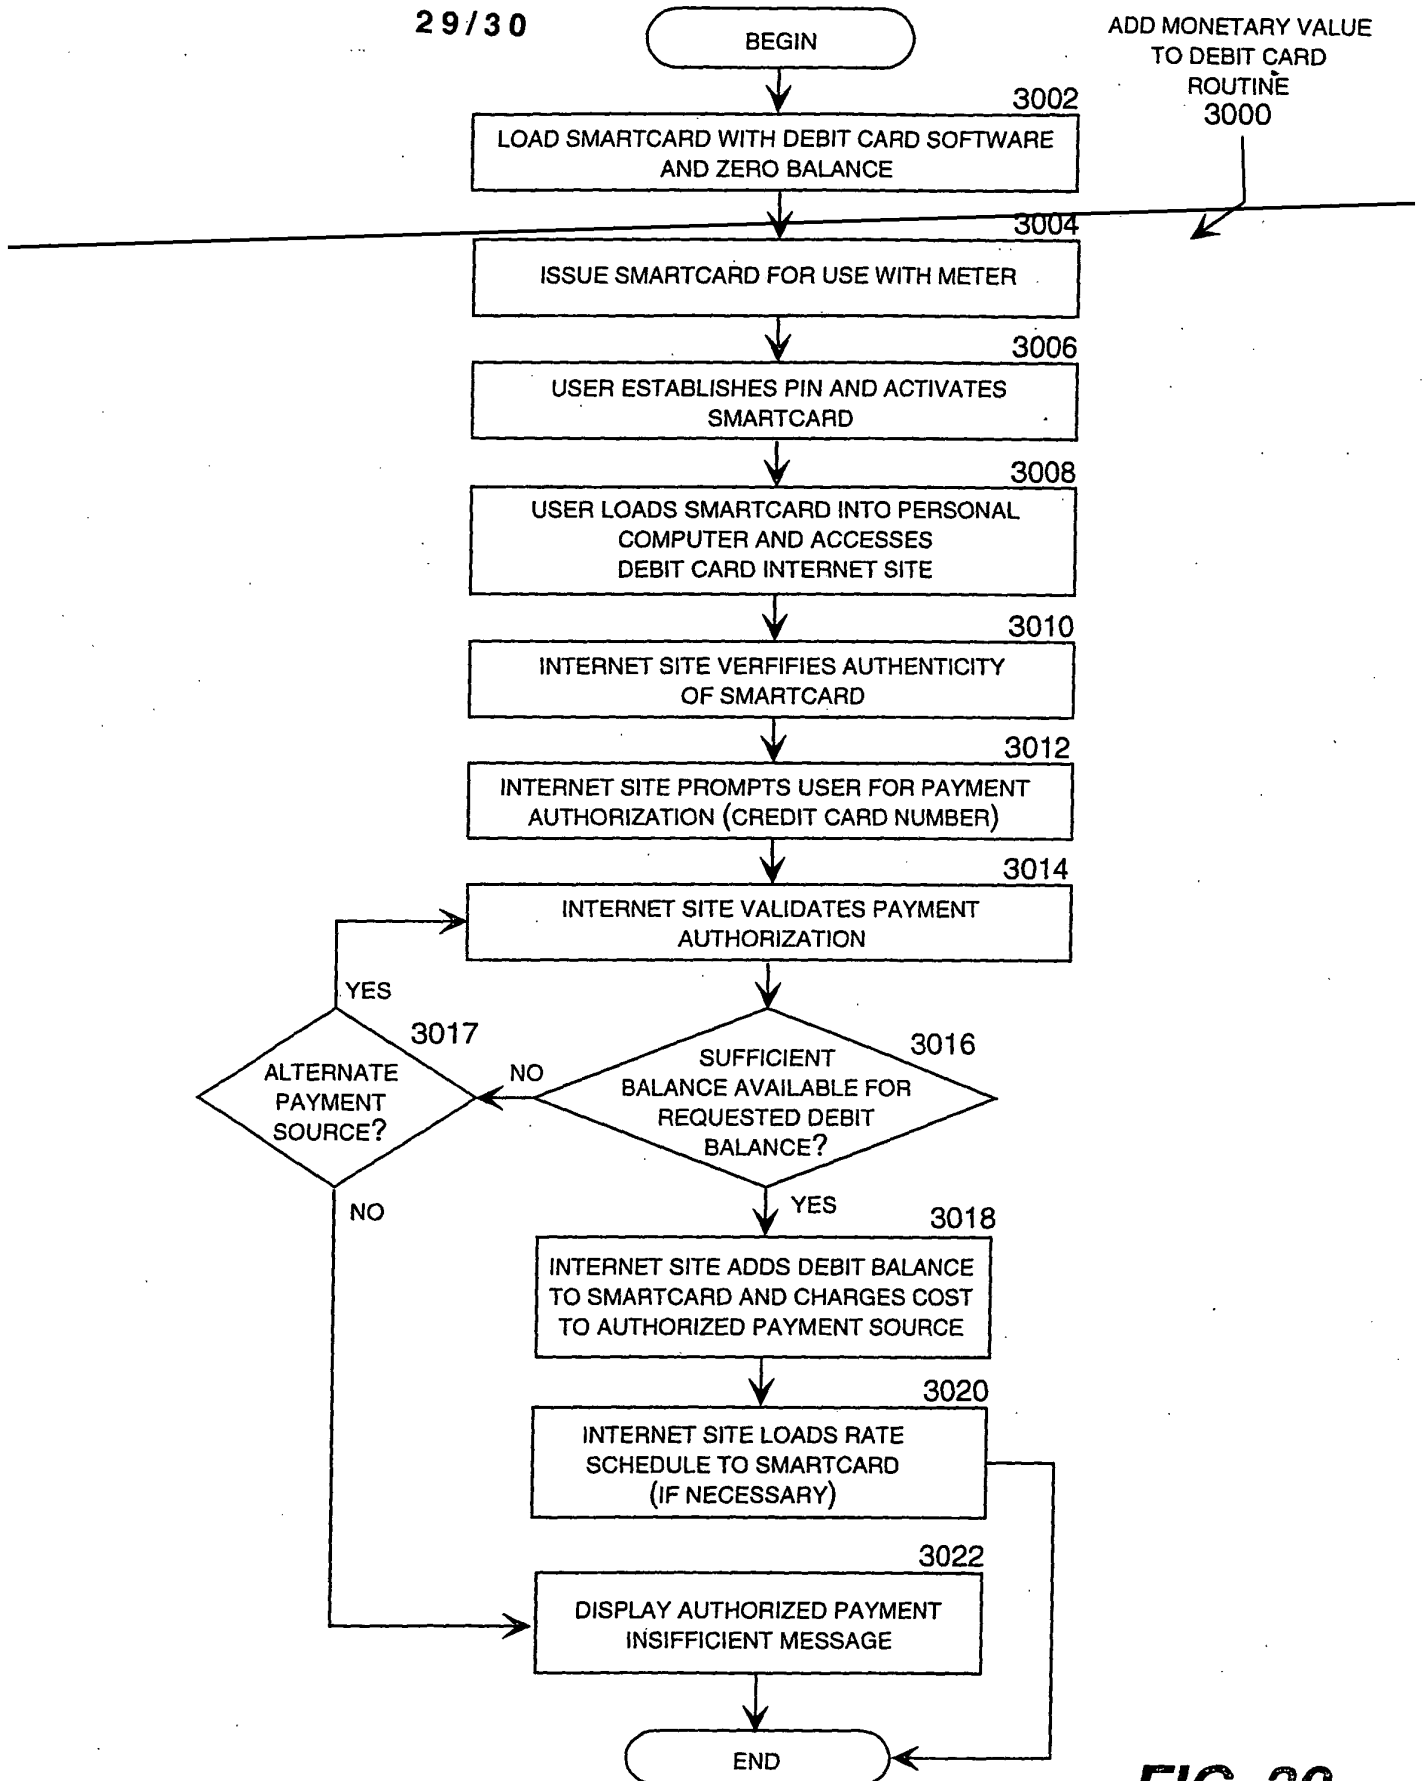 29/30
BEGIN
ADD MONETARY VALUE
TO DEBIT CARD
ROUTINE
3000
3002
LOAD SMARTCARD WITH DEBIT CARD SOFTWARE
AND ZERO BALANCE
3004
ISSUE SMARTCARD FOR USE WITH METER
3006
USER ESTABLISHES PIN AND ACTIVATES
SMARTCARD
3008
USER LOADS SMARTCARD INTO PERSONAL
COMPUTER AND ACCESSES
DEBIT CARD INTERNET SITE
3010
INTERNET SITE VERFIFIES AUTHENTICITY
OF SMARTCARD
3012
INTERNET SITE PROMPTS USER FOR PAYMENT
AUTHORIZATION (CREDIT CARD NUMBER)
3014
INTERNET SITE VALIDATES PAYMENT
AUTHORIZATION
YES
3017
ALTERNATE
PAYMENT
SOURCE?
NO
3016
SUFFICIENT
BALANCE AVAILABLE FOR
REQUESTED DEBIT
BALANCE?
NO
YES
3018
INTERNET SITE ADDS DEBIT BALANCE
TO SMARTCARD AND CHARGES COST
TO AUTHORIZED PAYMENT SOURCE
3020
INTERNET SITE LOADS RATE
SCHEDULE TO SMARTCARD
(IF NECESSARY)
3022
DISPLAY AUTHORIZED PAYMENT
INSIFFICIENT MESSAGE
END